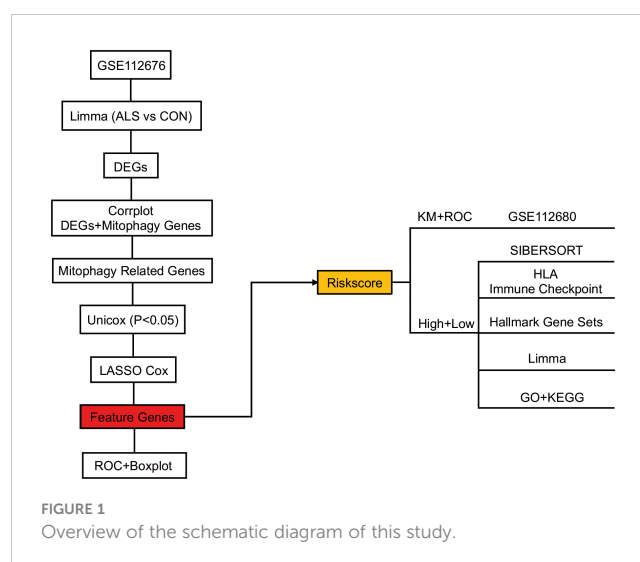 GSE112676
Limma (ALS vs CON)
DEGs
Corrplot
DEGs+Mitophagy Genes
Mitophagy Related Genes
Unicox (P<0.05)
LASSO Cox
Feature Genes
ROC+Boxplot
Riskscore
KM+ROC
GSE112680
High+Low
SIBERSORT
HLA
Immune Checkpoint
Hallmark Gene Sets
Limma
GO+KEGG
FIGURE 1
Overview of the schematic diagram of this study.